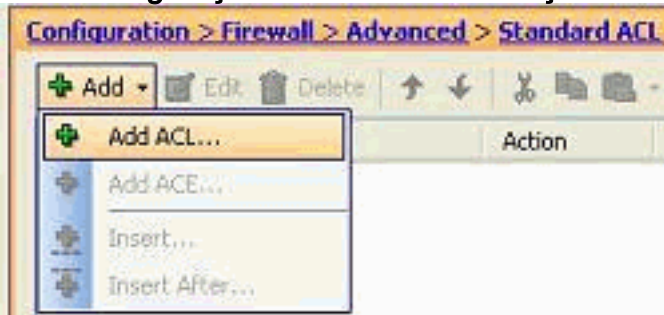 Configuration > Firewall > Advanced > Standard ACL
Add Edit Delete
Add ACL... Action
Add ACE...
Insert...
Insert After...